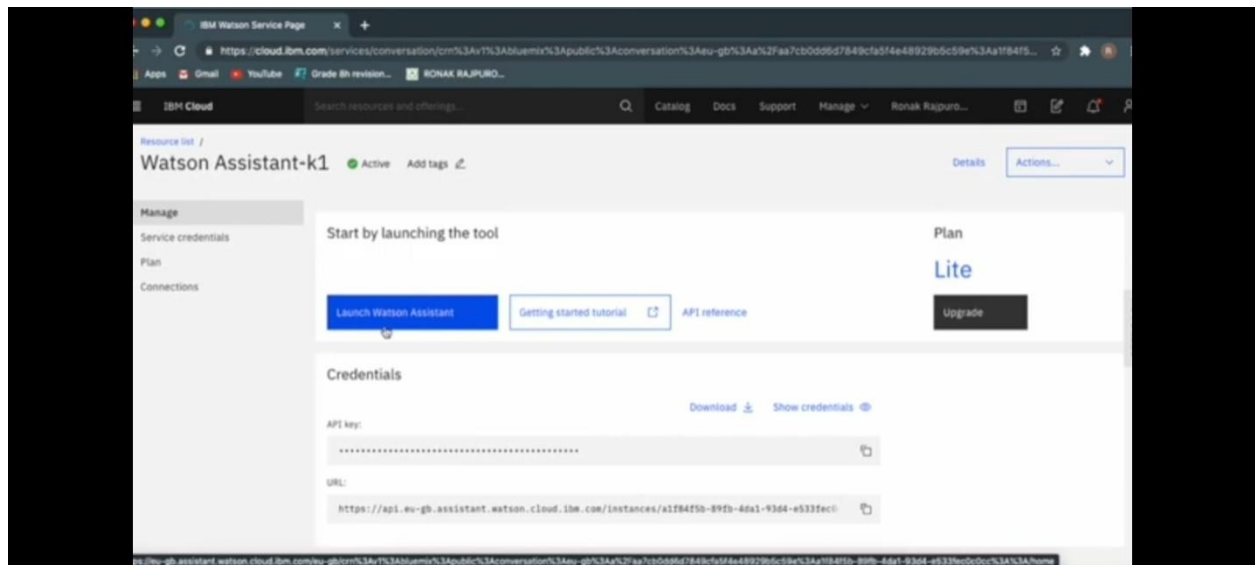 IBM Watson Service Page
https://cloud.ibm.com/services/conversation/crn%3Av1%3Abluemix%3Apublic%3Aconversation%3Aeu-gb%3Aa%2Faa7cb0dd6d7849cfa5f4e48929b5c59e%3Aa1f84f5...
Apps Gmail YouTube Grade 8h revision... RONAK RAJPURO...
IBM Cloud Search resources and offerings... Catalog Docs Support Manage Ronak Rajpuro...
Resource list /
Watson Assistant-k1 Active Add tags Details Actions...
Manage
Service credentials
Plan
Connections
Start by launching the tool
Plan
Lite
Launch Watson Assistant Getting started tutorial API reference Upgrade
Credentials
Download Show credentials
API key:
URL:
https://api.eu-gb.assistant.watson.cloud.ibm.com/instances/a1f84f5b-89fb-4da1-93d4-e533fec0